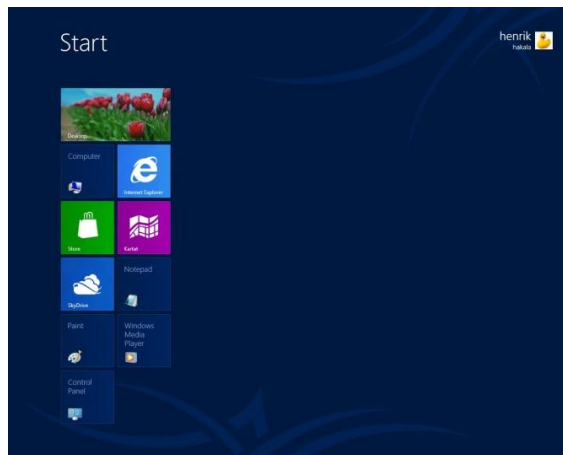 Start
henrik
hakala
Desktop
Computer
Internet Explorer
Store
Kartat
SkyDrive
Notepad
Paint
Windows
Media
Player
Control
Panel